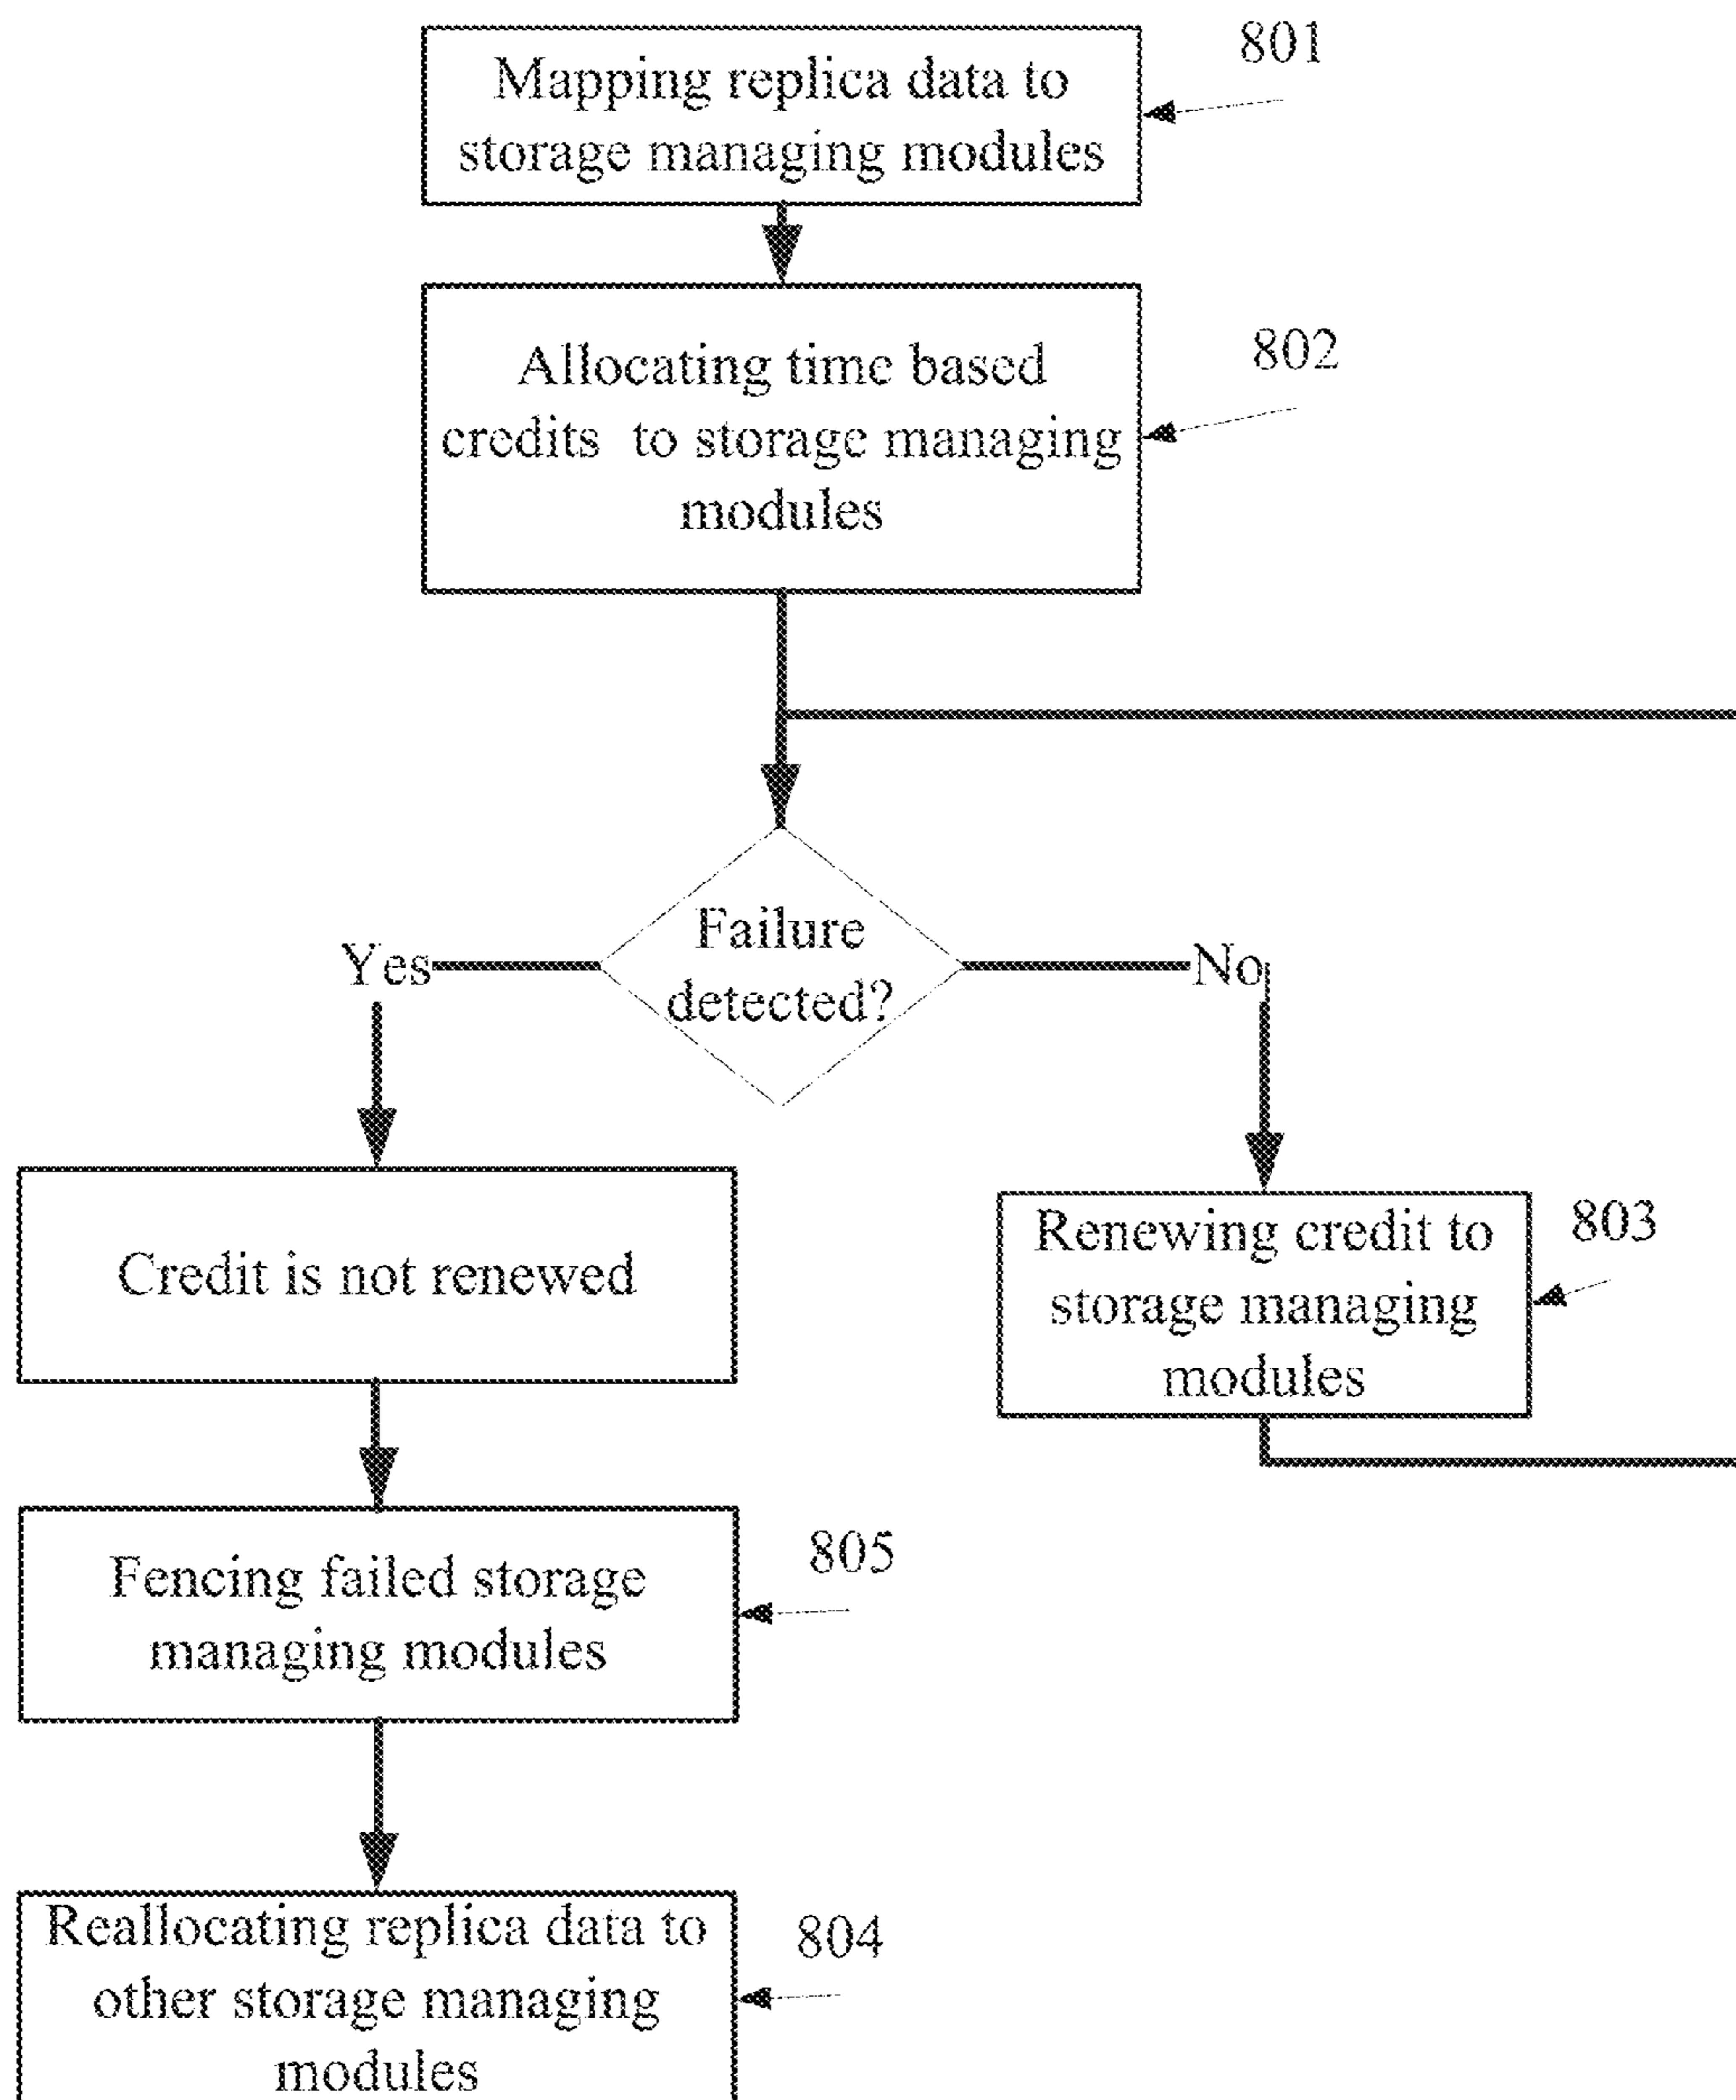 Mapping replica data to
storage managing modules
801
Allocating time based
credits to storage managing
modules
802
Failure
detected?
Yes
No
Credit is not renewed
Renewing credit to
storage managing
modules
803
Fencing failed storage
managing modules
805
Reallocating replica data to
other storage managing
modules
804